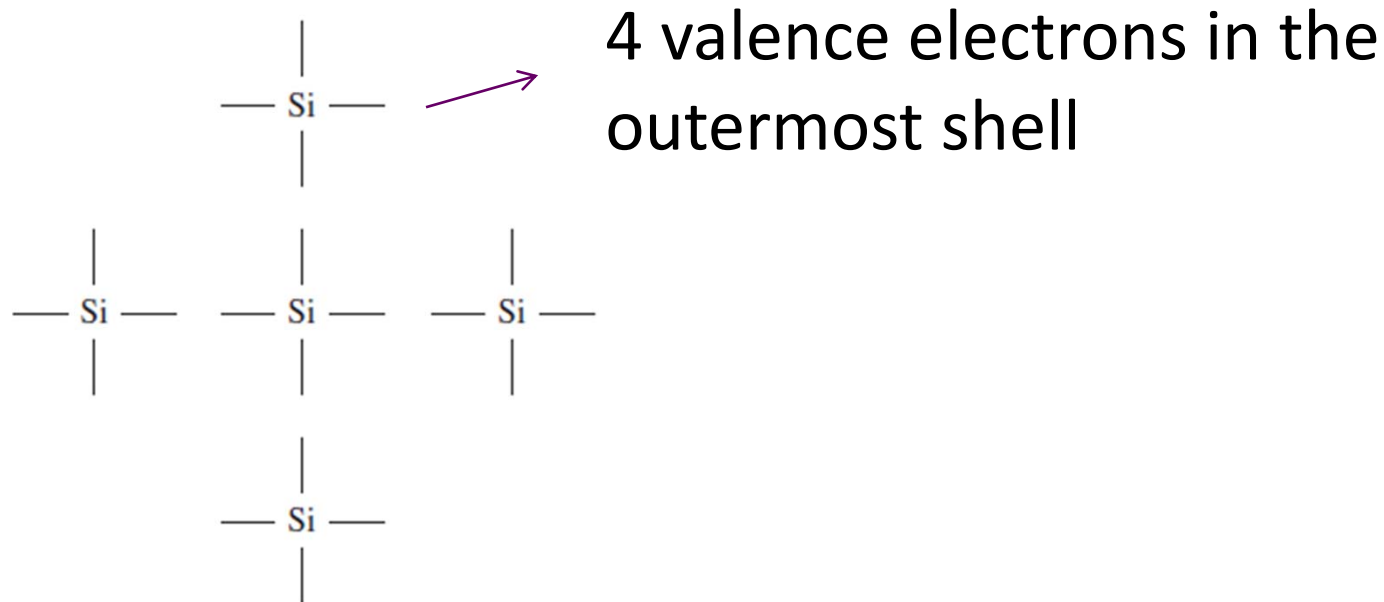 4 valence electrons in the
outermost shell
Si
Si Si Si
Si